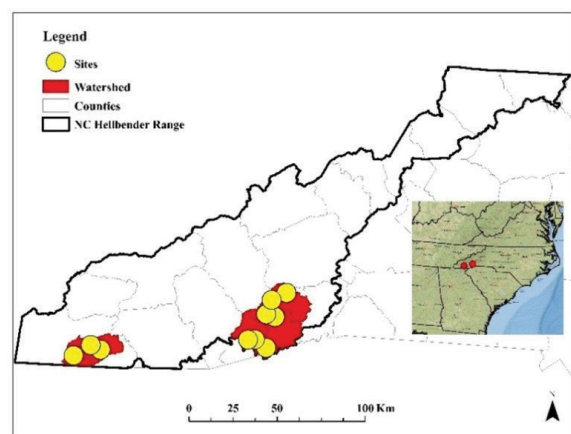 Legend
Sites
Watershed
Counties
NC Hellbender Range
0 25 50 100 Km
N